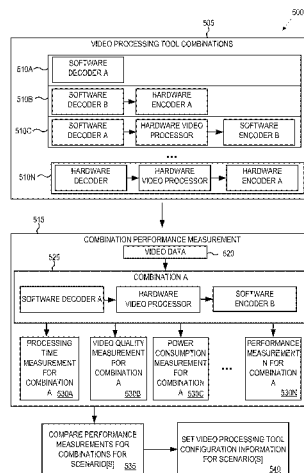 500
505
VIDEO PROCESSING TOOL COMBINATIONS
510A
SOFTWARE
DECODER A
510B
SOFTWARE
DECODER B
HARDWARE
ENCODER A
510C
SOFTWARE
DECODER A
HARDWARE VIDEO
PROCESSOR
SOFTWARE
ENCODER B
...
510N
HARDWARE
DECODER
HARDWARE
VIDEO PROCESSOR
HARDWARE
ENCODER A
515
COMBINATION PERFORMANCE MEASUREMENT
VIDEO DATA
520
525
COMBINATION A
SOFTWARE DECODER A
HARDWARE
VIDEO PROCESSOR
SOFTWARE
ENCODER B
PROCESSING
TIME
MEASUREMENT
FOR
COMBINATION
A 530A
VIDEO QUALITY
MEASUREMENT
FOR
COMBINATION
A
530B
POWER
CONSUMPTION
MEASUREMENT
FOR
COMBINATION
A 530C
...
PERFORMANCE
MEASUREMENT
N FOR
COMBINATION
A
530N
COMPARE PERFORMANCE
MEASUREMENTS FOR
COMBINATIONS FOR
SCENARIO[S] 535
SET VIDEO PROCESSING TOOL
CONFIGURATION INFORMATION
FOR SCENARIO[S]
540